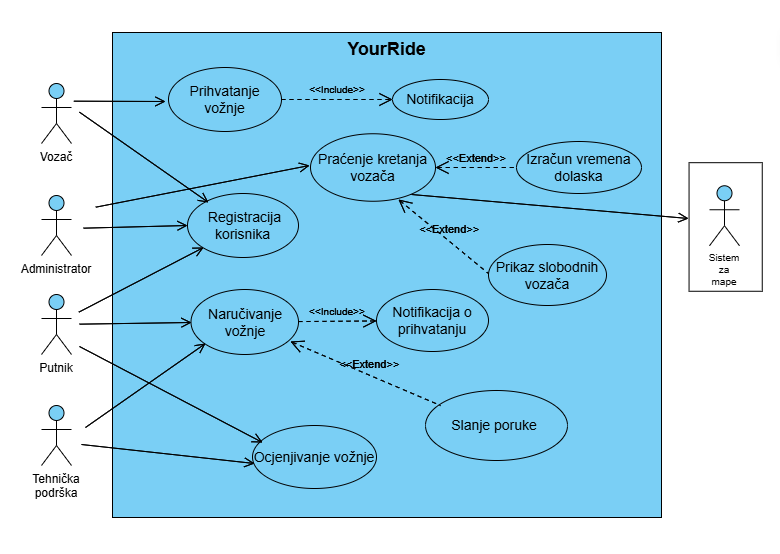 YourRide
Prihvatanje
vožnje
<<Include>>
Notifikacija
Vozač
Praćenje kretanja
vozača
<<Extend>>
Izračun vremena
dolaska
Registracija
korisnika
<<Extend>>
Administrator
Sistem
za
mape
Prikaz slobodnih
vozača
Naručivanje
vožnje
<<Include>>
Notifikacija o
prihvatanju
Putnik
<<Extend>>
Slanje poruke
Ocjenjivanje vožnje
Tehnička
podrška